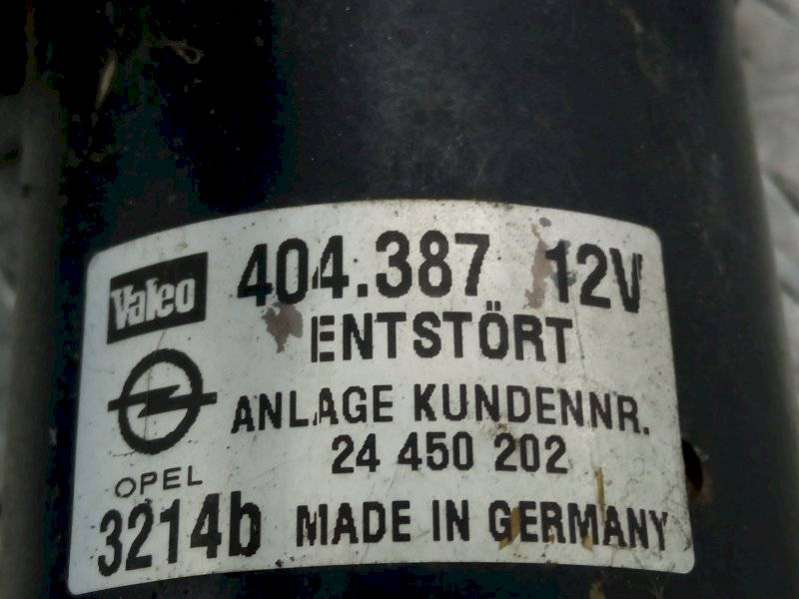 Valeo 404.387 12V
ENTSTÖRT
ANLAGE KUNDENNR.
24 450 202
OPEL
3214b MADE IN GERMANY